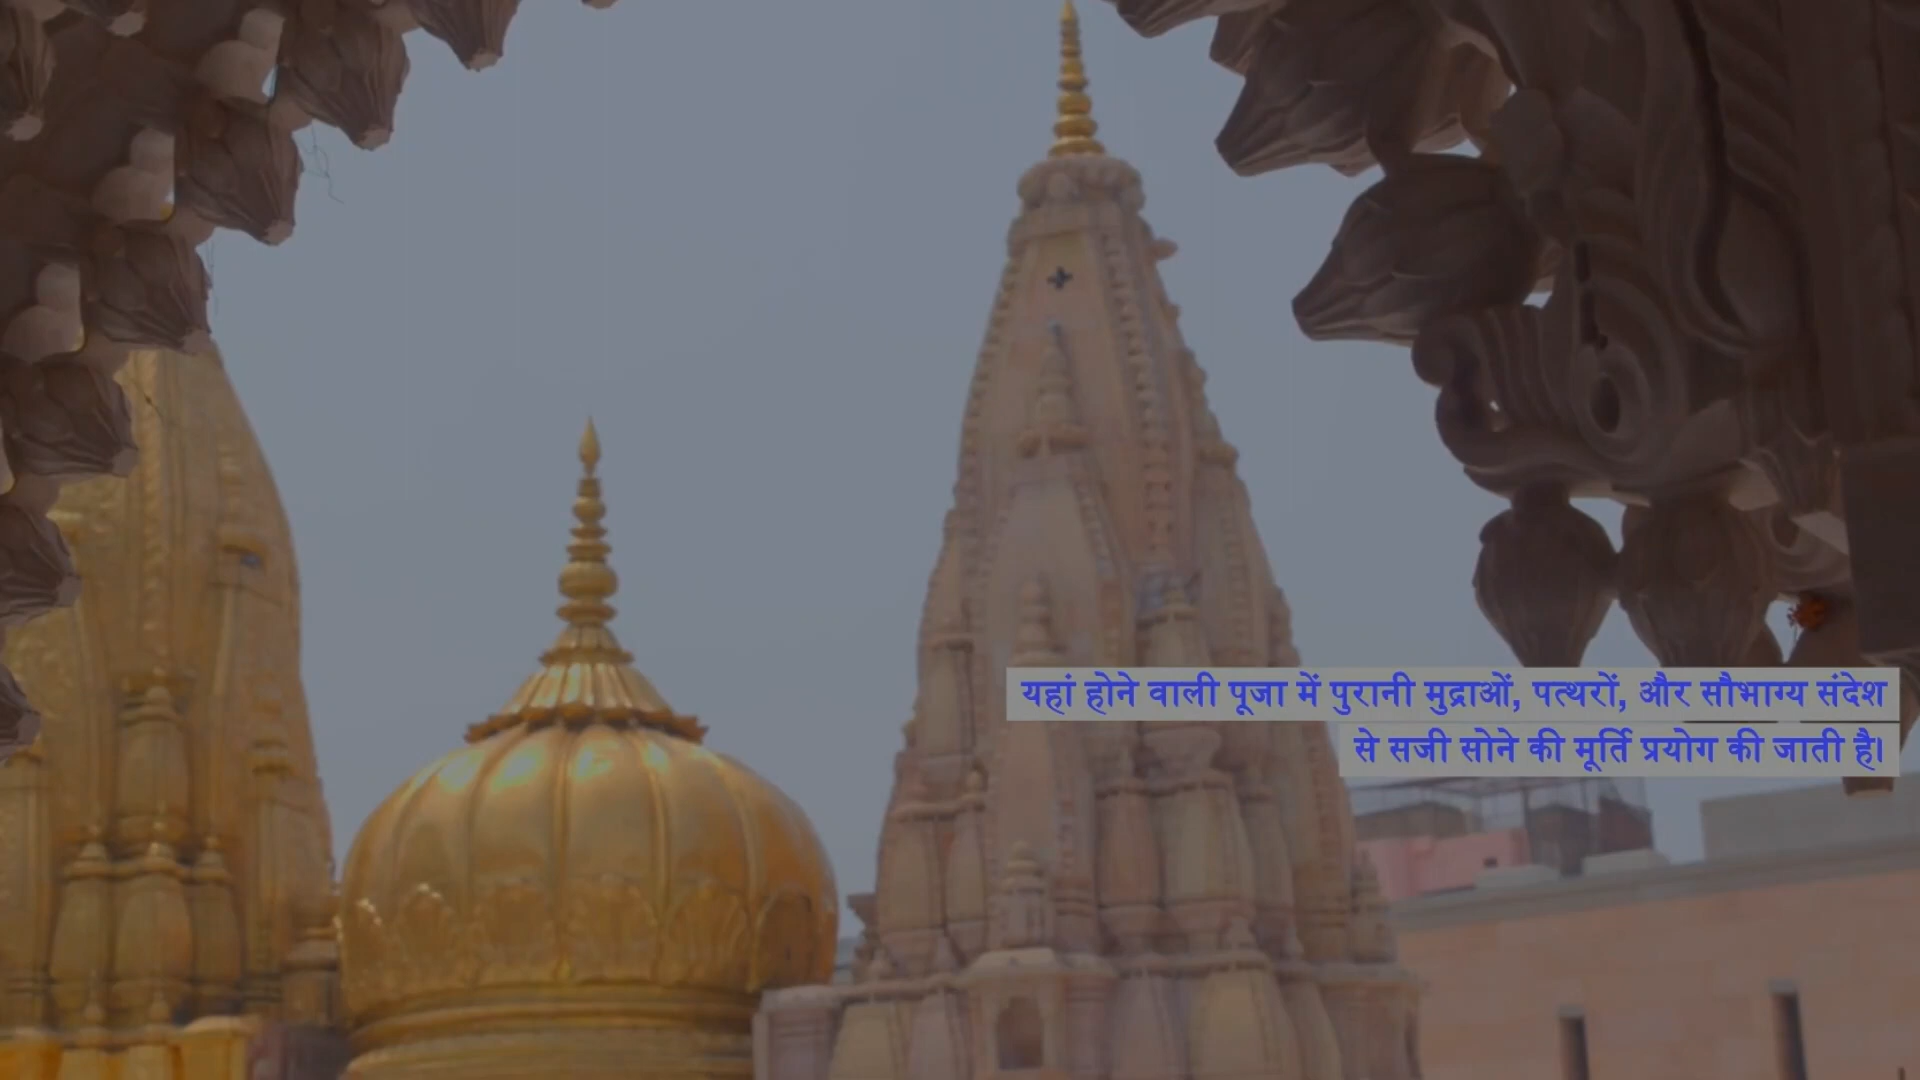 यहां होने वाली पूजा में पुरानी मुद्राओं, पत्थरों, और सौभाग्य संदेश
से सजी सोने की मूर्ति प्रयोग की जाती है।